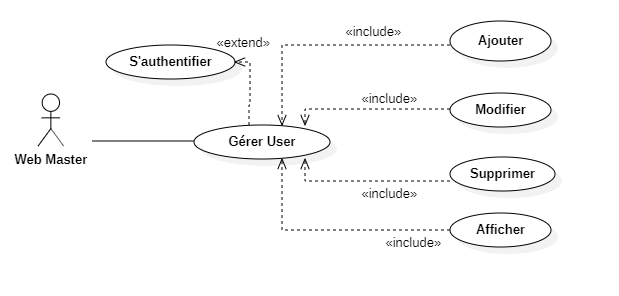 «extend»
«include»
Ajouter
S'authentifier
«include»
Modifier
Gérer User
Web Master
Supprimer
«include»
Afficher
«include»